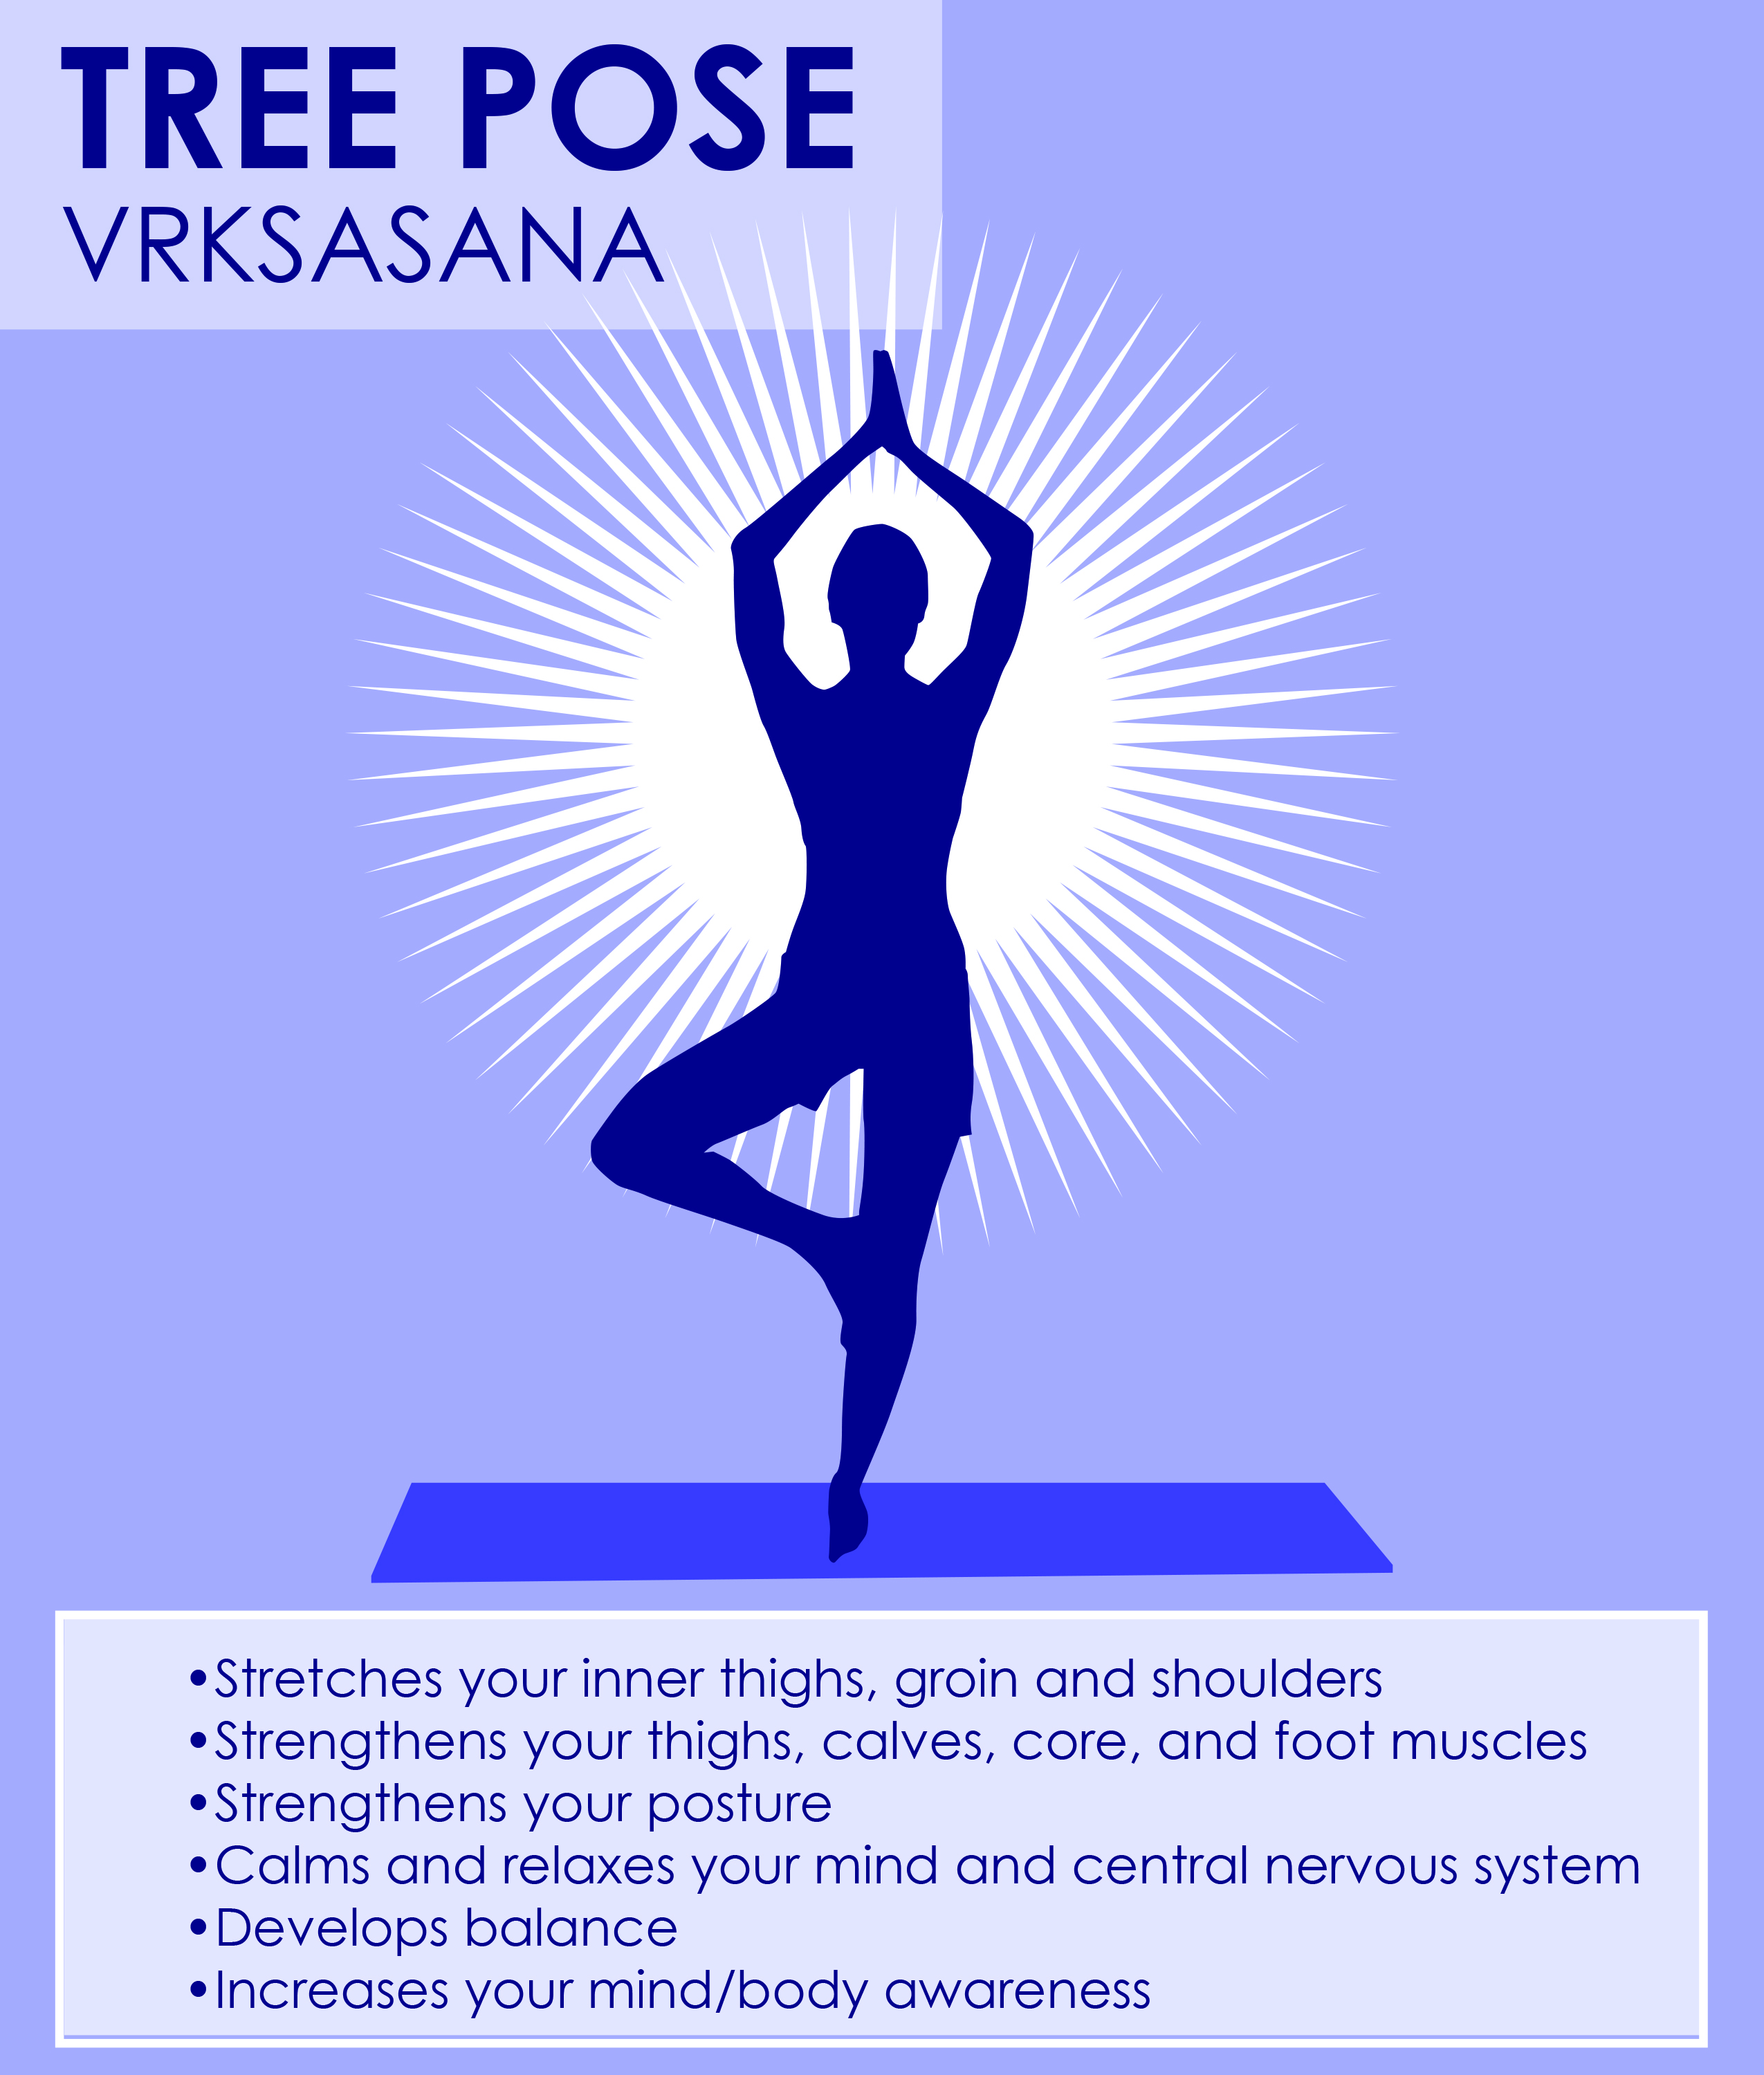 TREE POSE
VRKSASANA
•Stretches your inner thighs, groin and shoulders
•Strengthens your thighs, calves, core, and foot muscles
•Strengthens your posture
•Calms and relaxes your mind and central nervous system
•Develops balance
•Increases your mind/body awareness